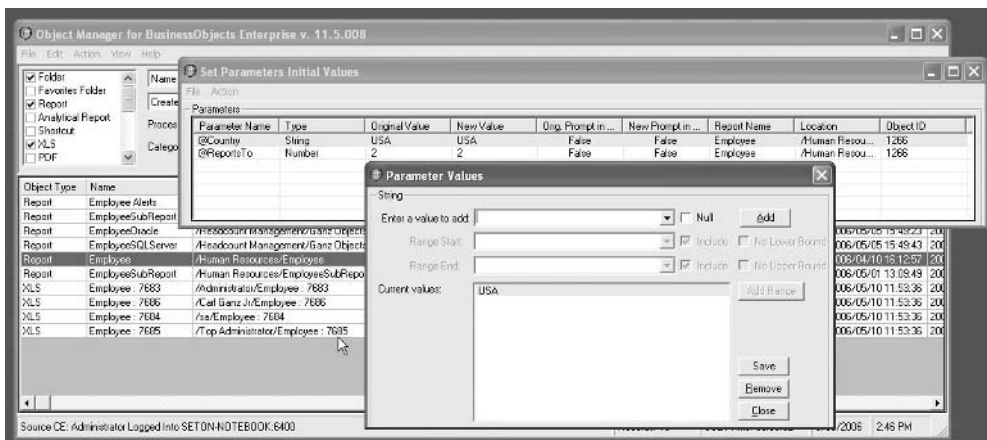 Object Manager for BusinessObjects Enterprise v. 11.5.008
File Edit Action View Help
Folder
Favorites Folder
Report
Analytical Report
Shortcut
XLS
PDF
Name
Create
Proces
Catego
Set Parameters Initial Values
File Action
Parameters
Parameter Name Type Original Value New Value Orig. Prompt in ... New Prompt in ... Report Name Location Object ID
@Country String USA USA False False Employee /Human Resou... 1266
@ReportsTo Number 2 2 False False Employee /Human Resou... 1266
Object Type Name
Report Employee Alerts
Report EmployeeSubReport
Report EmployeeOracle /Headcount Management/Ganz Objects 006/05/05 15:49:23 200
Report EmployeeSQLServer /Headcount Management/Ganz Objects 006/05/05 15:49:43 200
Report Employee /Human Resources/Employee 006/04/10 16:12:57 200
Report EmployeeSubReport /Human Resources/EmployeeSubRepo 006/05/01 13:09:49 200
XLS Employee : 7683 /Administrator/Employee : 7683 006/05/10 11:53:36 200
XLS Employee : 7686 /Carl Ganz Jr/Employee : 7686 006/05/10 11:53:36 200
XLS Employee : 7684 /sa/Employee : 7684 006/05/10 11:53:36 200
XLS Employee : 7685 /Top Administrator/Employee : 7685 006/05/10 11:53:36 200
Parameter Values
String
Enter a value to add: Null Add
Range Start: Include No Lower Bound
Range End: Include No Upper Bound
Current values: USA Add Range
Save
Remove
Close
Source CE: Administrator Logged Into SETON-NOTEBOOK:6400 /2006 2:46 PM